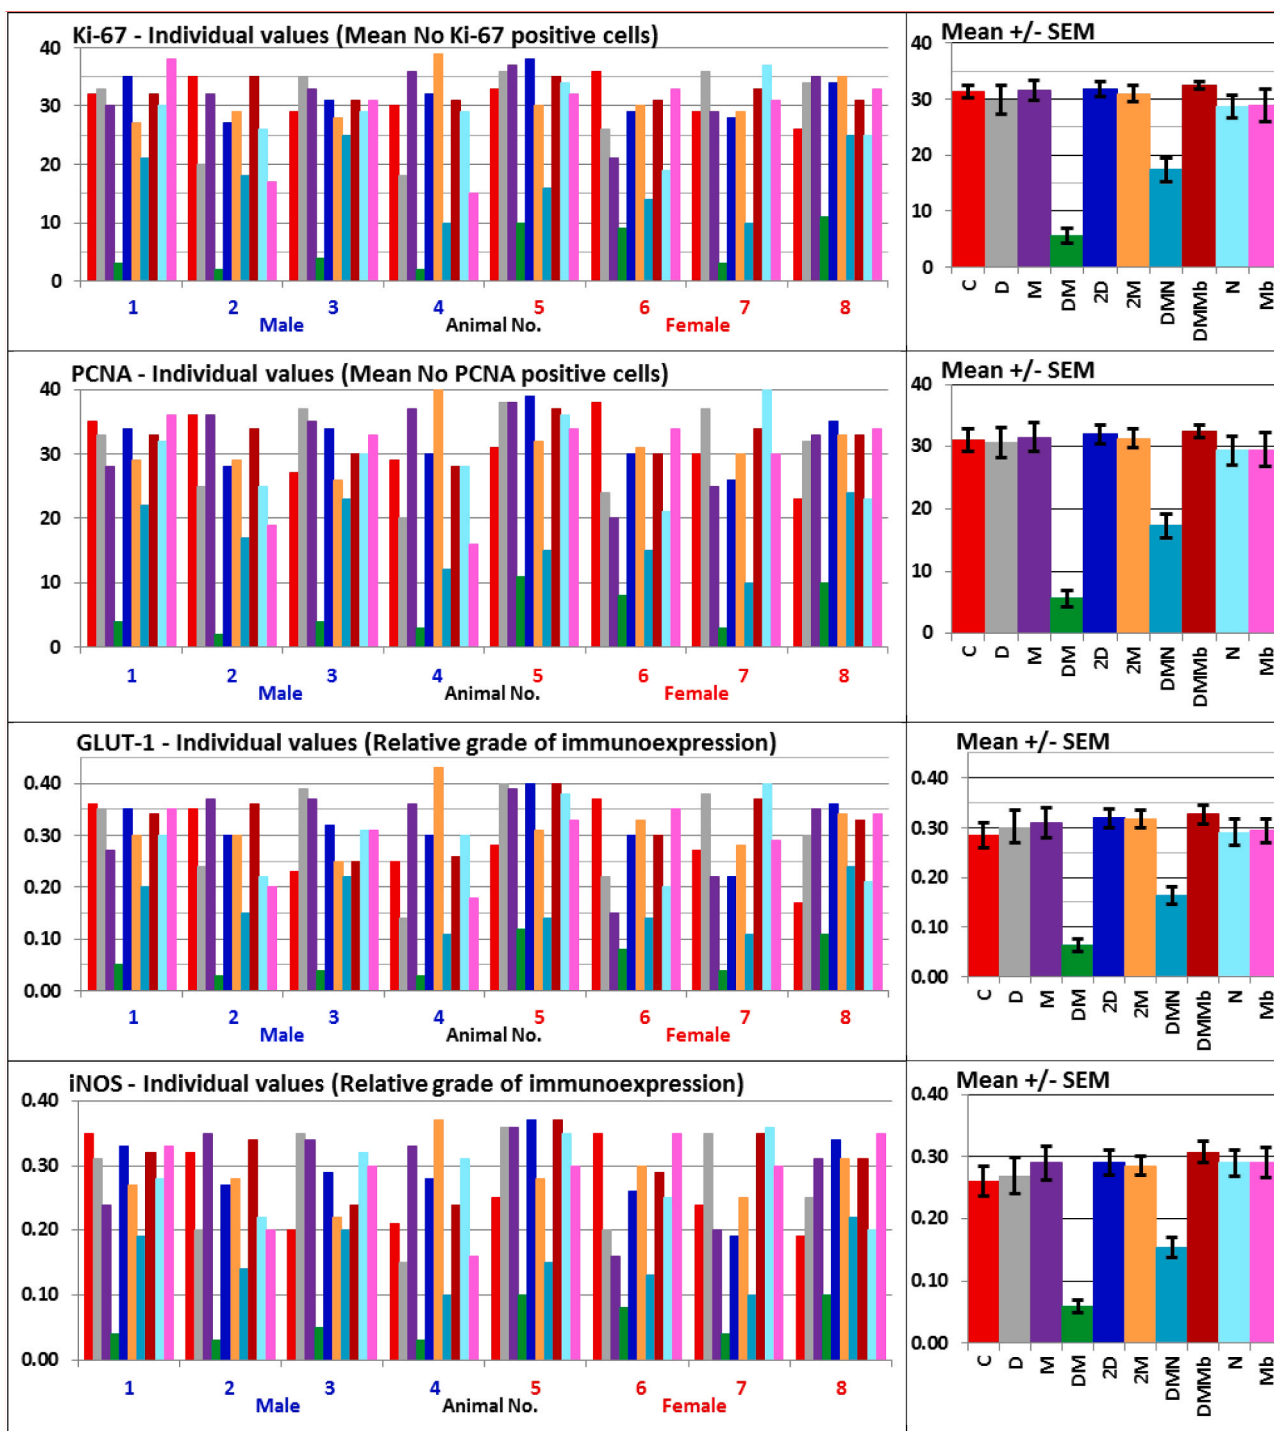 Ki-67 - Individual values (Mean No Ki-67 positive cells)
40
30
20
10
0
1 2 3 4 5 6 7 8
Male Animal No. Female
Mean +/- SEM
40
30
20
10
0
C D M DM 2D 2M DMN DMMb N Mb
PCNA - Individual values (Mean No PCNA positive cells)
40
30
20
10
0
1 2 3 4 5 6 7 8
Male Animal No. Female
Mean +/- SEM
40
30
20
10
0
C D M DM 2D 2M DMN DMMb N Mb
GLUT-1 - Individual values (Relative grade of immunoexpression)
0.40
0.30
0.20
0.10
0.00
1 2 3 4 5 6 7 8
Male Animal No. Female
Mean +/- SEM
0.40
0.30
0.20
0.10
0.00
C D M DM 2D 2M DMN DMMb N Mb
iNOS - Individual values (Relative grade of immunoexpression)
0.40
0.30
0.20
0.10
0.00
1 2 3 4 5 6 7 8
Male Animal No. Female
Mean +/- SEM
0.40
0.30
0.20
0.10
0.00
C D M DM 2D 2M DMN DMMb N Mb